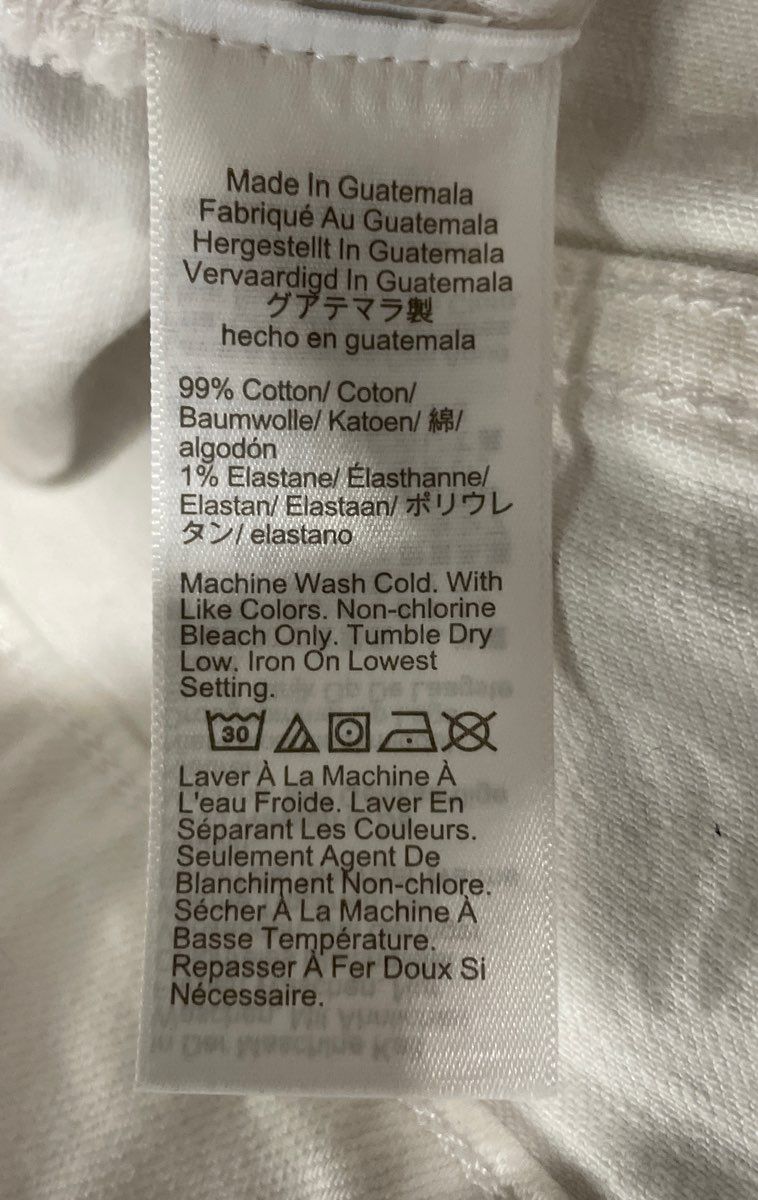 Made In Guatemala
Fabriqué Au Guatemala
Hergestellt In Guatemala
Vervaardigd In Guatemala
グアテマラ製
hecho en guatemala
99% Cotton/ Coton/
Baumwolle/ Katoen/ 綿/
algodón
1% Elastane/ Élasthanne/
Elastan/ Elastaan/ ポリウレ
タン/ elastano
Machine Wash Cold. With
Like Colors. Non-chlorine
Bleach Only. Tumble Dry
Low. Iron On Lowest
Setting.
30
Laver À La Machine À
L'eau Froide. Laver En
Séparant Les Couleurs.
Seulement Agent De
Blanchiment Non-chlore.
Sécher À La Machine À
Basse Température.
Repasser À Fer Doux Si
Nécessaire.